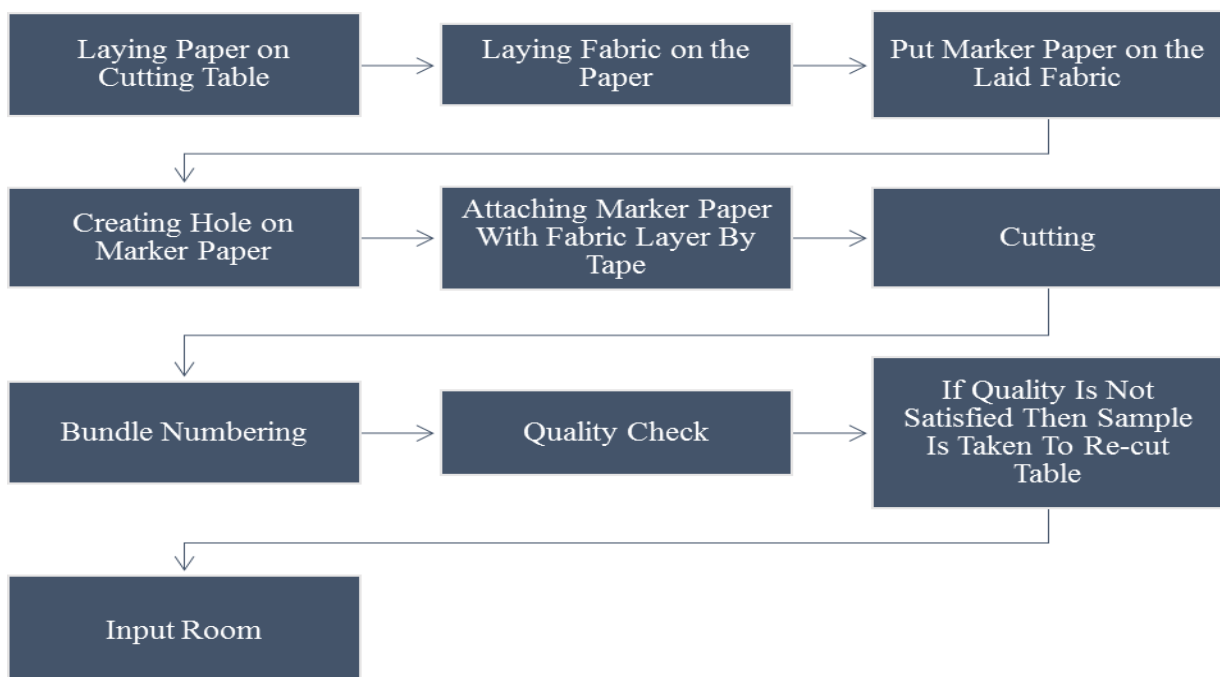 Laying Paper on
Cutting Table
Laying Fabric on the
Paper
Put Marker Paper on the
Laid Fabric
Creating Hole on
Marker Paper
Attaching Marker Paper
With Fabric Layer By
Tape
Cutting
Bundle Numbering
Quality Check
If Quality Is Not
Satisfied Then Sample
Is Taken To Re-cut
Table
Input Room